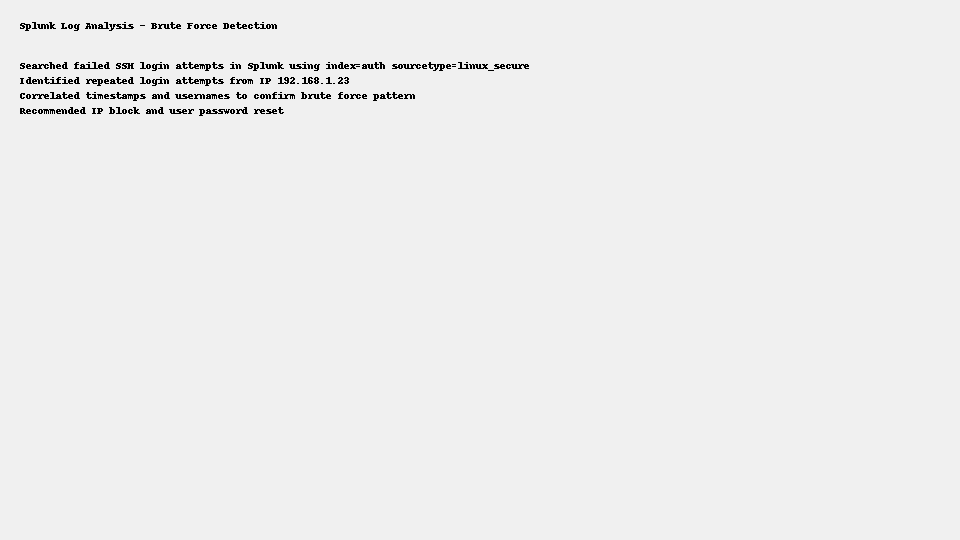 Splunk Log Analysis - Brute Force Detection
Searched failed SSH login attempts in Splunk using index=auth sourcetype=linux_secure
Identified repeated login attempts from IP 192.168.1.23
Correlated timestamps and usernames to confirm brute force pattern
Recommended IP block and user password reset